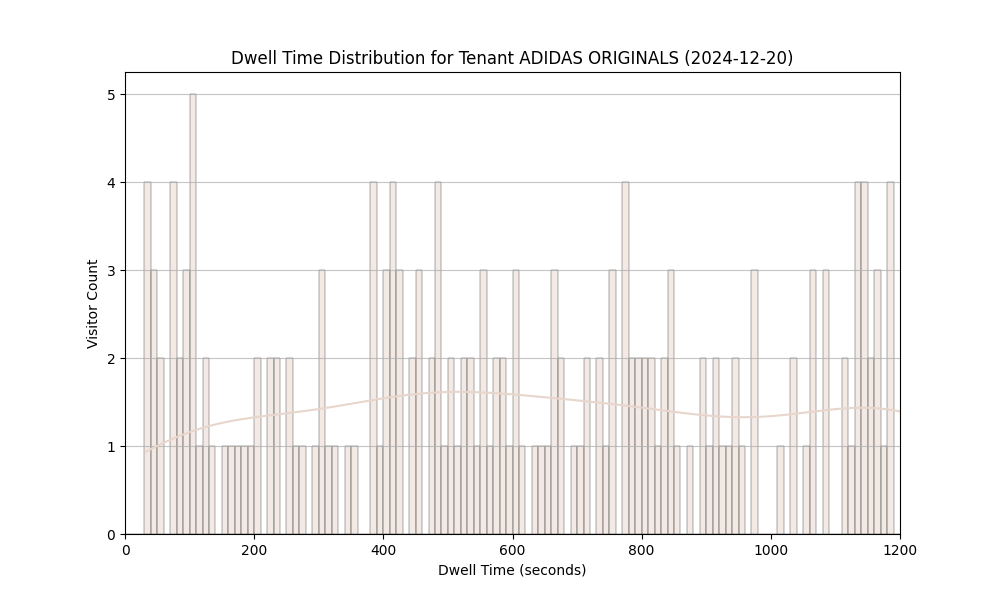 Dwell Time Distribution for Tenant ADIDAS ORIGINALS (2024-12-20)
Visitor Count
5
4
3
2
1
0
0 200 400 600 800 1000 1200
Dwell Time (seconds)